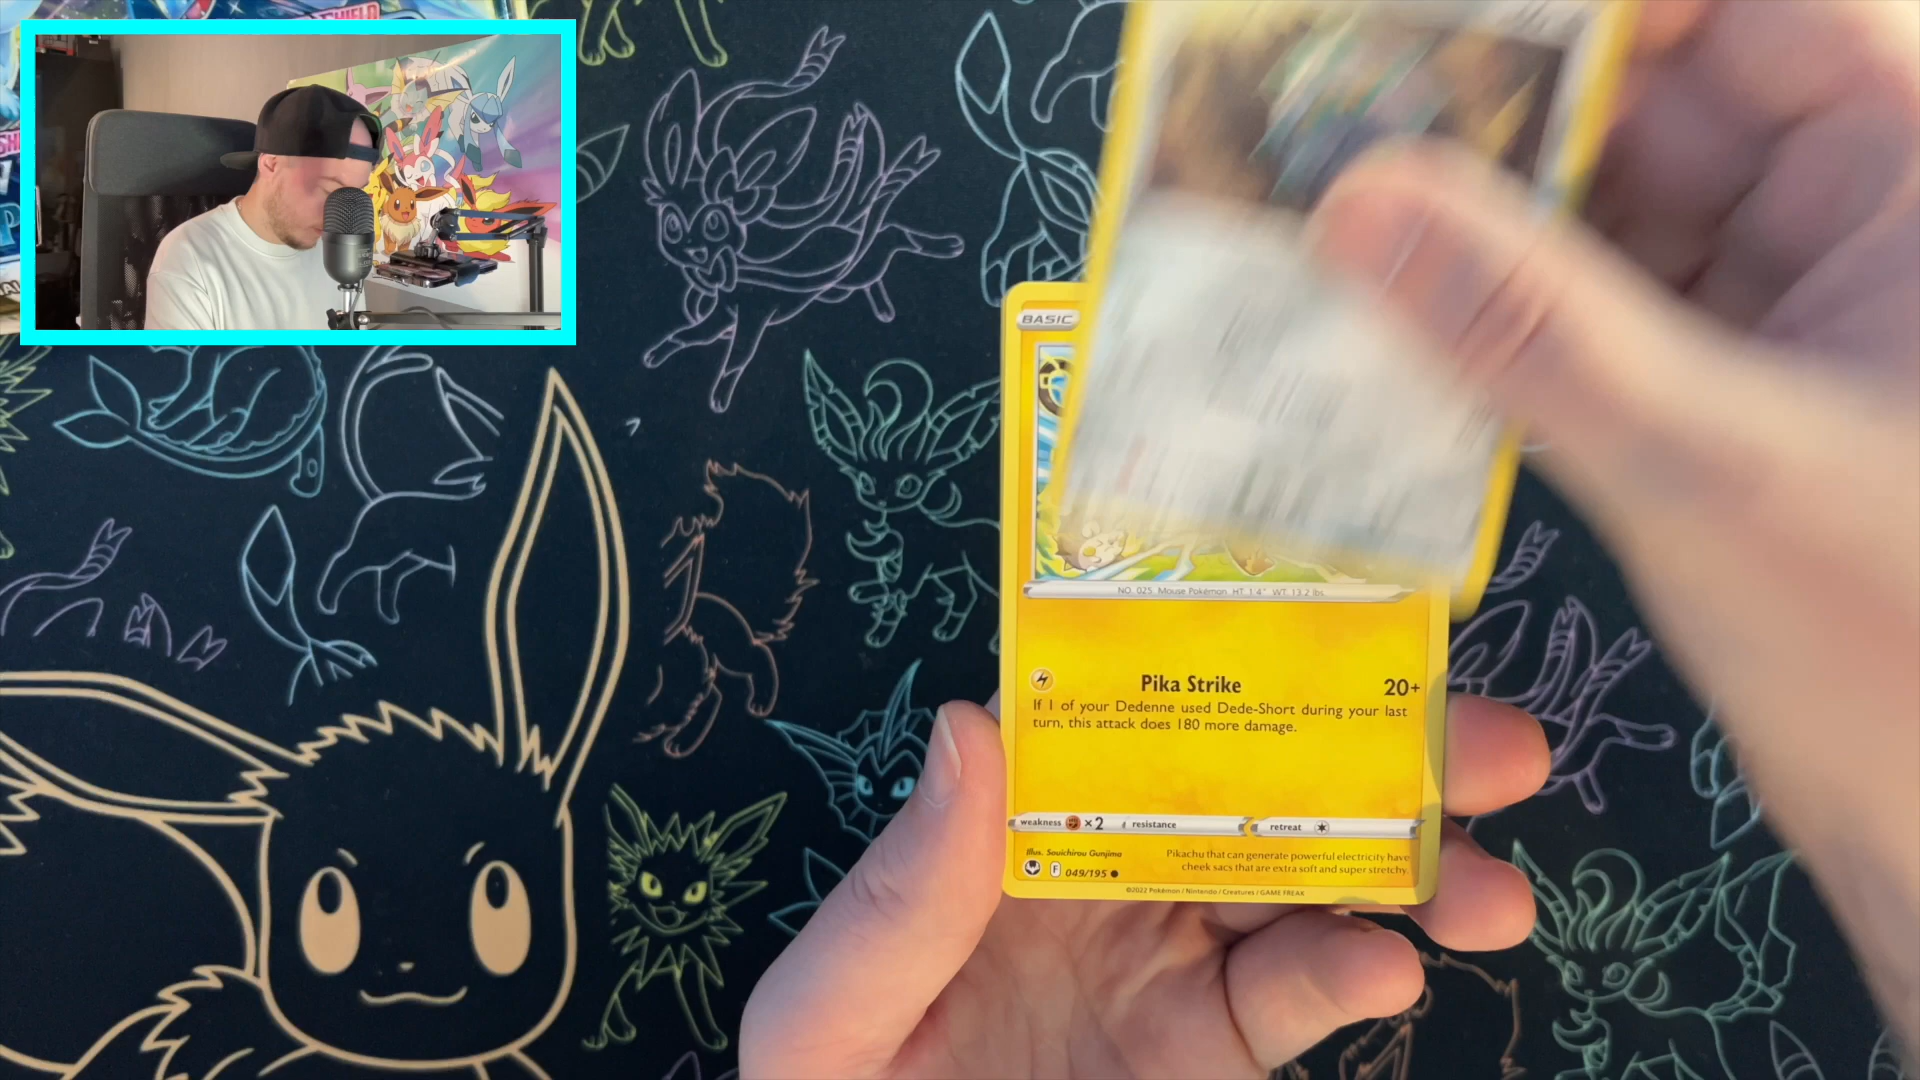 SHIELD
BASIC
NO. 025 Mouse Pokémon HT 1'4" WT 13.2 lbs.
Pika Strike 20+
If 1 of your Dedenne used Dede-Short during your last
turn, this attack does 180 more damage.
weakness ×2 resistance retreat
Illus. Souichirou Gunjima
F 049/195
Pikachu that can generate powerful electricity have
cheek sacs that are extra soft and super stretchy.
©2022 Pokémon / Nintendo / Creatures / GAME FREAK